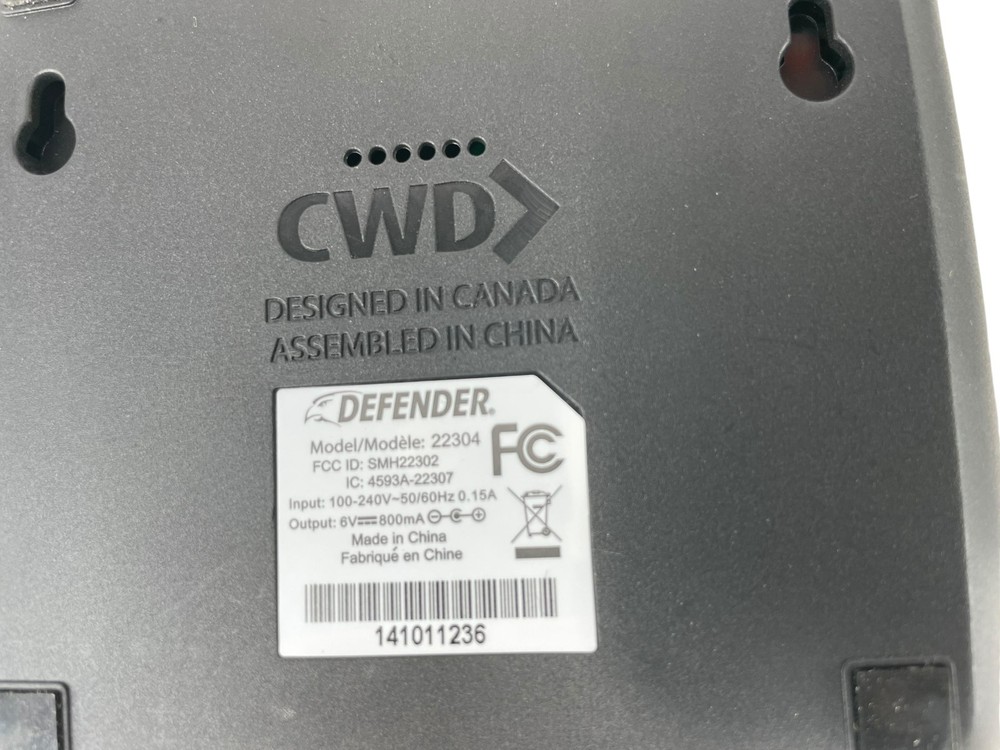 CWD
DESIGNED IN CANADA
ASSEMBLED IN CHINA
DEFENDER®
Model/Modèle: 22304
FCC ID: SMH22302
IC: 4593A-22307
Input: 100-240V~50/60Hz 0.15A
Output: 6V⎓800mA
Made in China
Fabriqué en Chine
FC
141011236